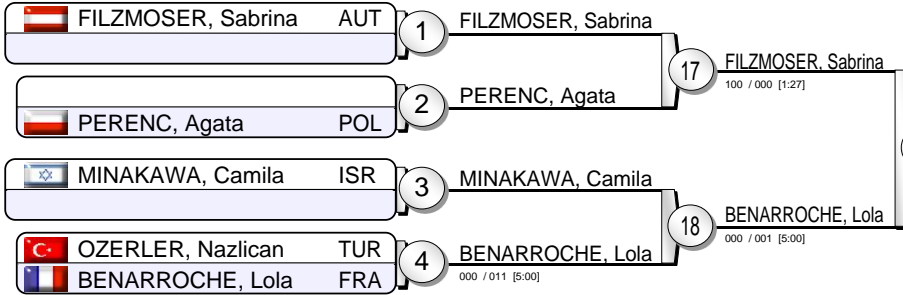 FILZMOSER, Sabrina AUT
1
FILZMOSER, Sabrina
17
FILZMOSER, Sabrina
100 / 000 [1:27]
2
PERENC, Agata
PERENC, Agata POL
MINAKAWA, Camila ISR
3
MINAKAWA, Camila
18
BENARROCHE, Lola
000 / 001 [5:00]
OZERLER, Nazlican TUR
4
BENARROCHE, Lola
000 / 011 [5:00]
BENARROCHE, Lola FRA